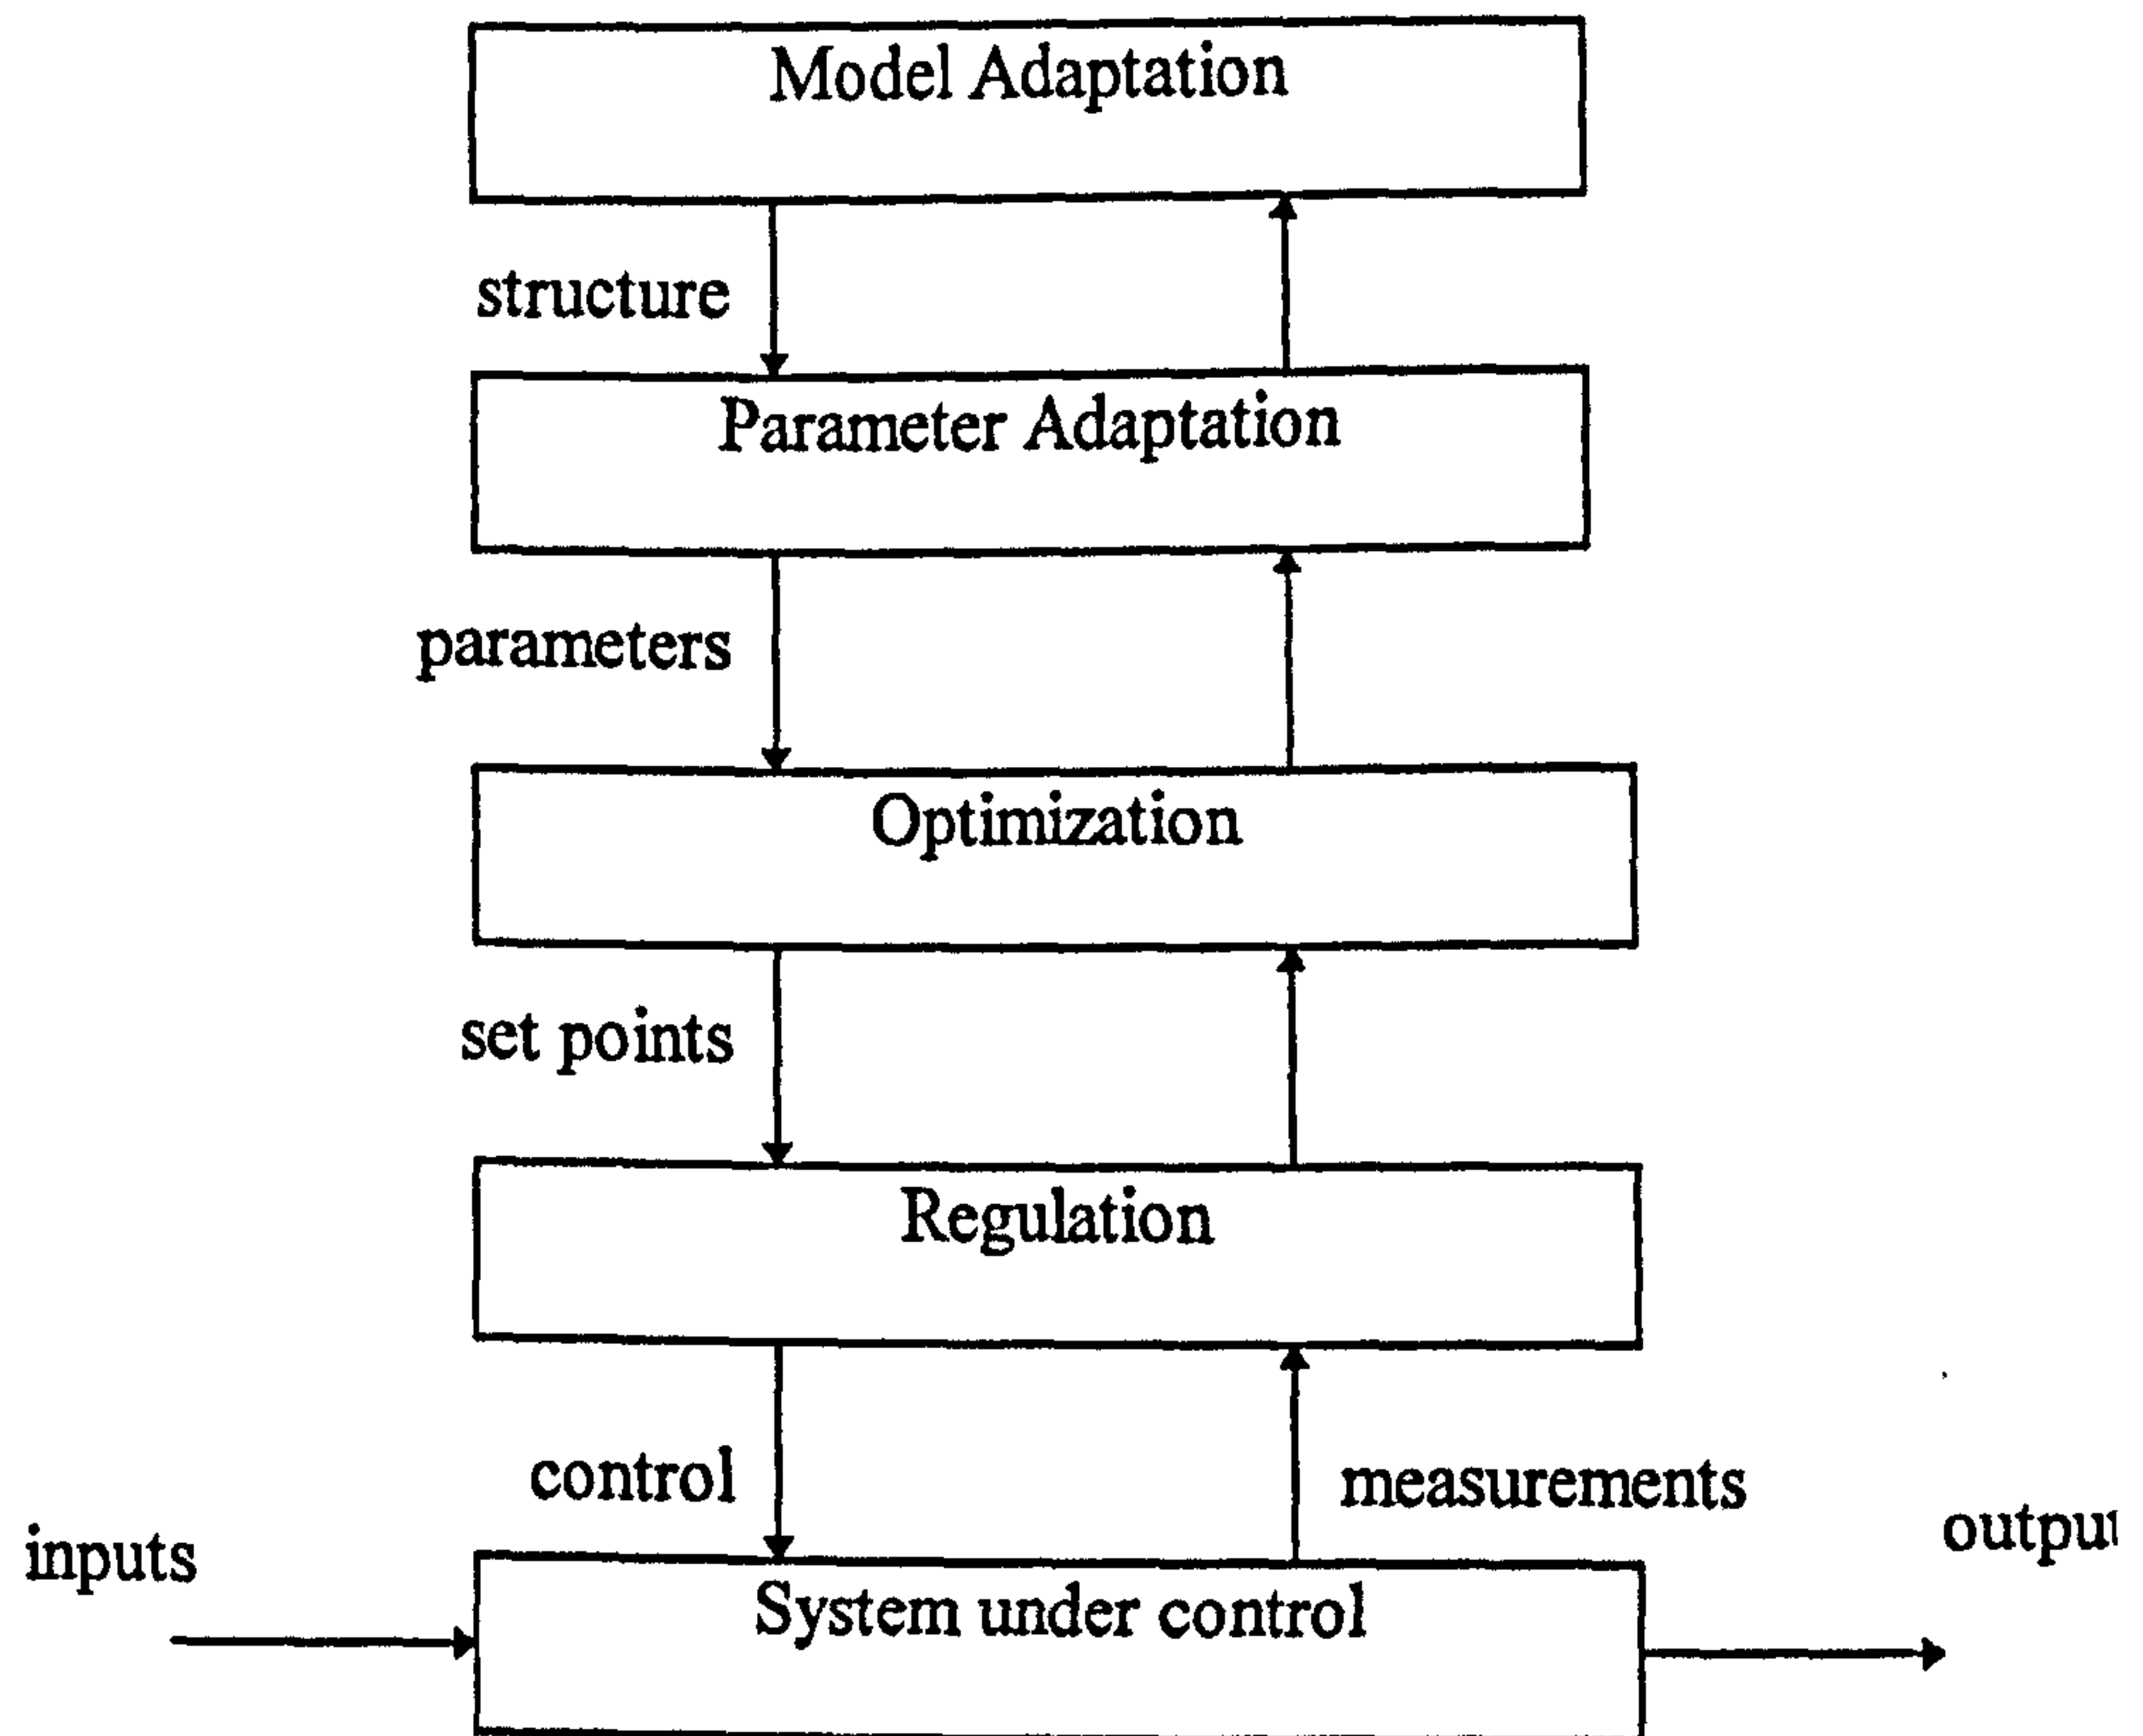 Model Adaptation
structure
Parameter Adaptation
parameters
Optimization
set points
Regulation
control
measurements
inputs
System under control